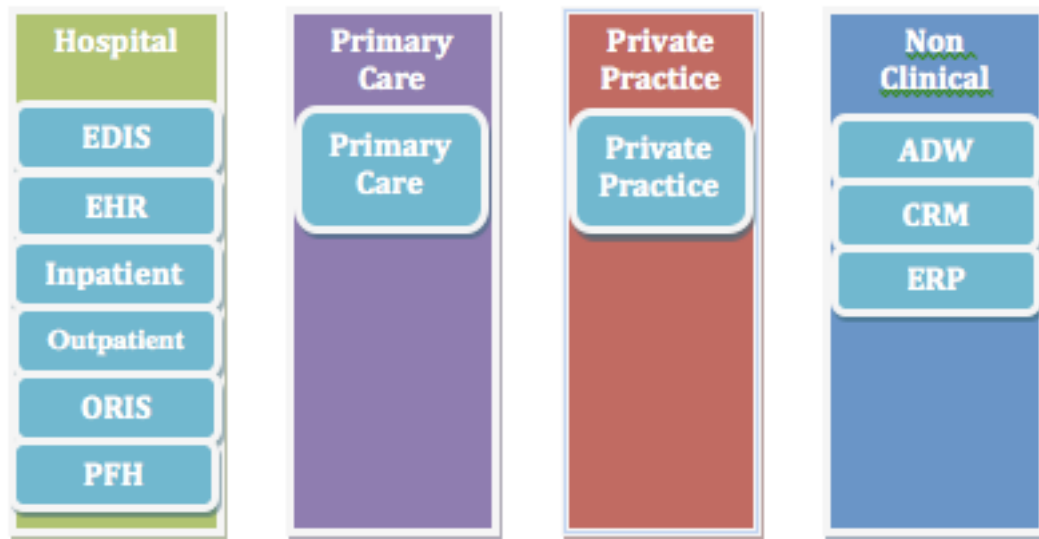 Hospital
EDIS
EHR
Inpatient
Outpatient
ORIS
PFH
Primary
Care
Primary
Care
Private
Practice
Private
Practice
Non
Clinical
ADW
CRM
ERP